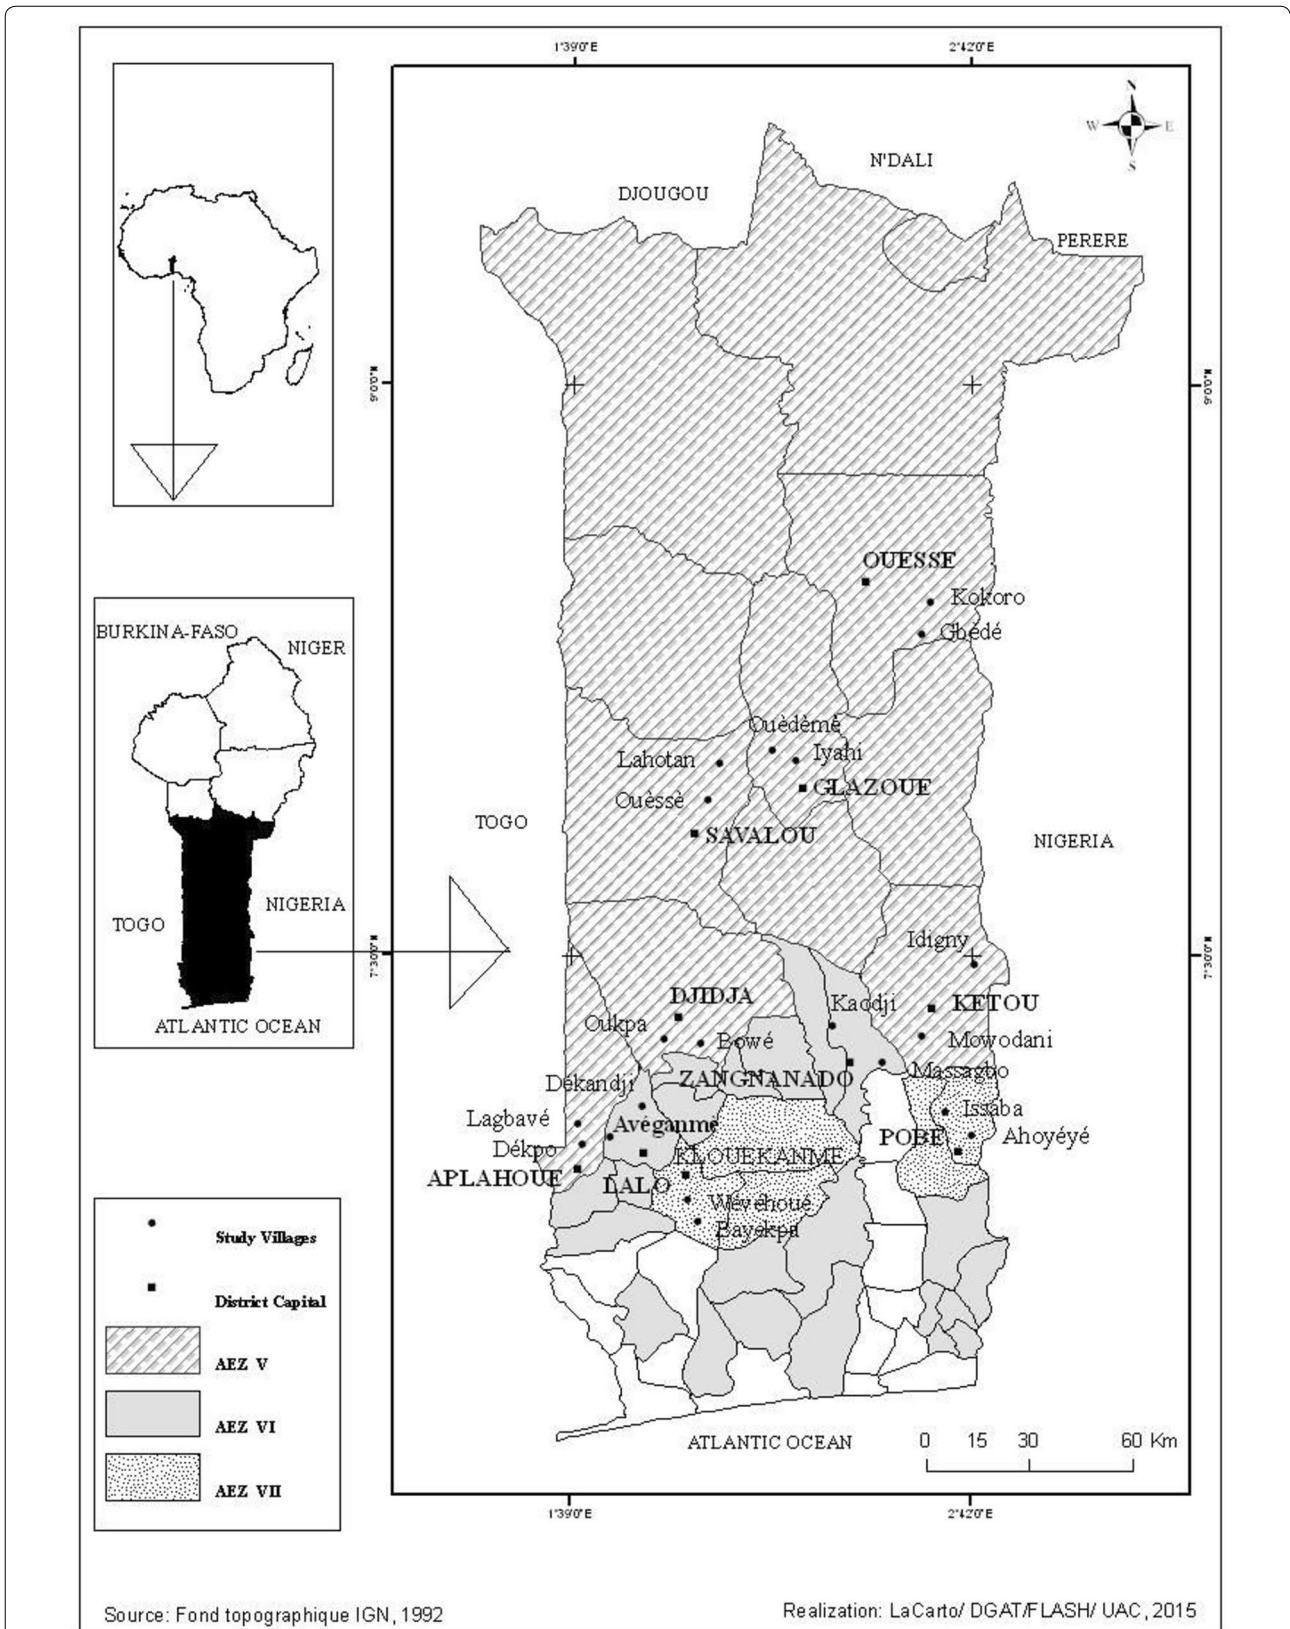 1°39'0"E
2°42'0"E
N
W
E
S
N'DALI
DJOUGOU
PERERE
9°0'0"N
9°0'0"N
OUESSE
Kokoro
Gbédé
BURKINA-FASO
NIGER
Ouèdèmè
Lahotan
Iyahi
GLAZOUE
Ouèssè
TOGO
SAVALOU
NIGERIA
NIGERIA
TOGO
7°30'0"N
7°30'0"N
Idigny
ATLANTIC OCEAN
DJIDJA
Kaodji
KETOU
Oukpa
Bowé
Mowodani
ZANGNANADO
Massagbo
Dékandji
Lagbavé
Avéganmè
Issaba
Dékpo
POBE
Ahoyéyé
KLOUEKANME
APLAHOUE
LALO
Wévéhoué
Bayékpa
Study Villages
District Capital
AEZ V
AEZ VI
AEZ VII
ATLANTIC OCEAN
0 15 30 60 Km
1°39'0"E
2°42'0"E
Source: Fond topographique IGN, 1992
Realization: LaCarto/ DGAT/FLASH/ UAC, 2015